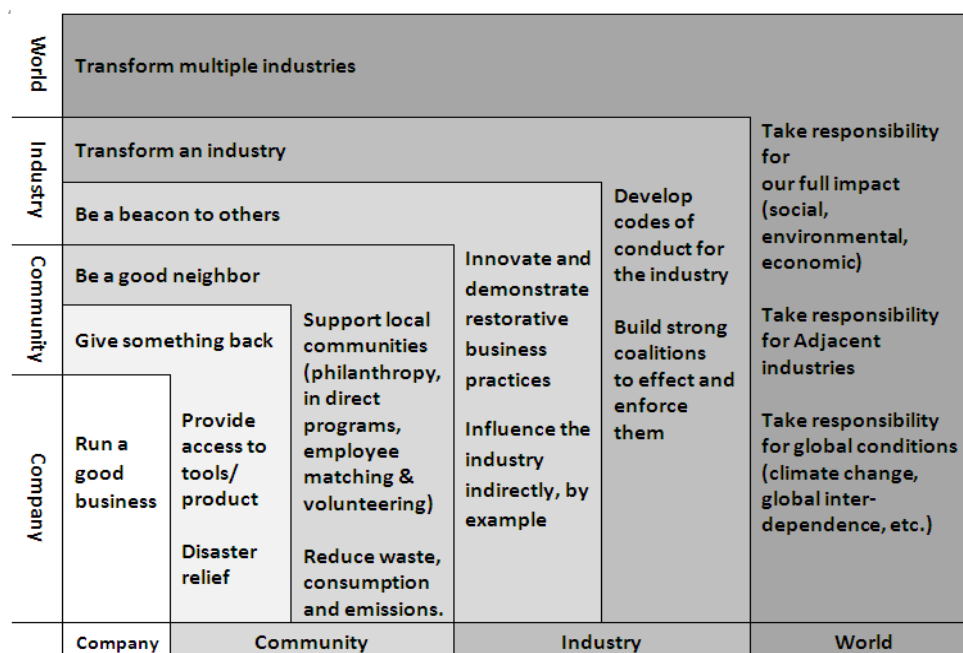 World
Transform multiple industries
Industry
Transform an industry
Be a beacon to others
Community
Be a good neighbor
Give something back
Company
Run a
good
business
Provide
access to
tools/
product
Disaster
relief
Support local
communities
(philanthropy,
in direct
programs,
employee
matching &
volunteering)
Reduce waste,
consumption
and emissions.
Innovate and
demonstrate
restorative
business
practices
Influence the
industry
indirectly, by
example
Develop
codes of
conduct for
the industry
Build strong
coalitions
to effect and
enforce
them
Take responsibility
for
our full impact
(social,
environmental,
economic)
Take responsibility
for Adjacent
industries
Take responsibility
for global conditions
(climate change,
global inter-
dependence, etc.)
Company
Community
Industry
World